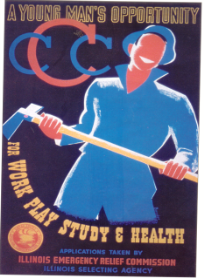 A YOUNG MAN'S OPPORTUNITY
CCC
FOR WORK PLAY STUDY & HEALTH
APPLICATIONS TAKEN BY
ILLINOIS EMERGENCY RELIEF COMMISSION
ILLINOIS SELECTING AGENCY